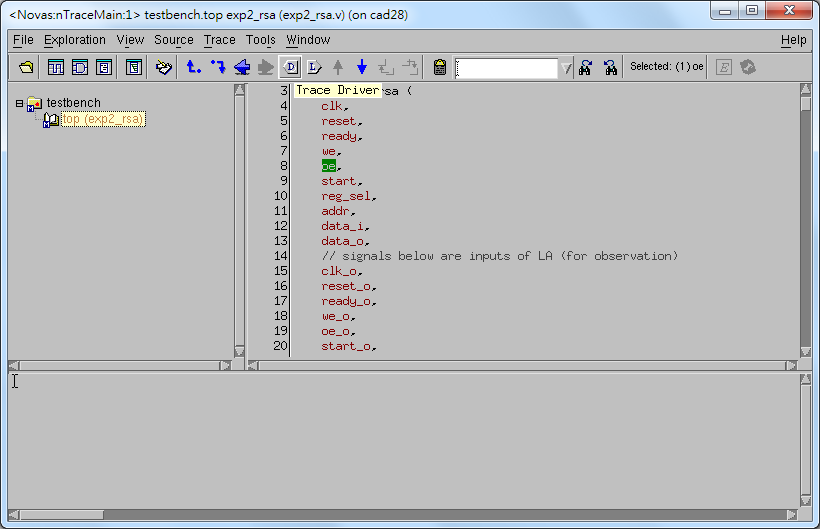 <Novas:nTraceMain:1> testbench.top exp2_rsa (exp2_rsa.v) (on cad28)
File Exploration View Source Trace Tools Window Help
Selected: (1) oe
testbench
top (exp2_rsa)
Trace Driver
3 rsa (
4 clk,
5 reset,
6 ready,
7 we,
8 oe,
9 start,
10 reg_sel,
11 addr,
12 data_i,
13 data_o,
14 // signals below are inputs of LA (for observation)
15 clk_o,
16 reset_o,
17 ready_o,
18 we_o,
19 oe_o,
20 start_o,